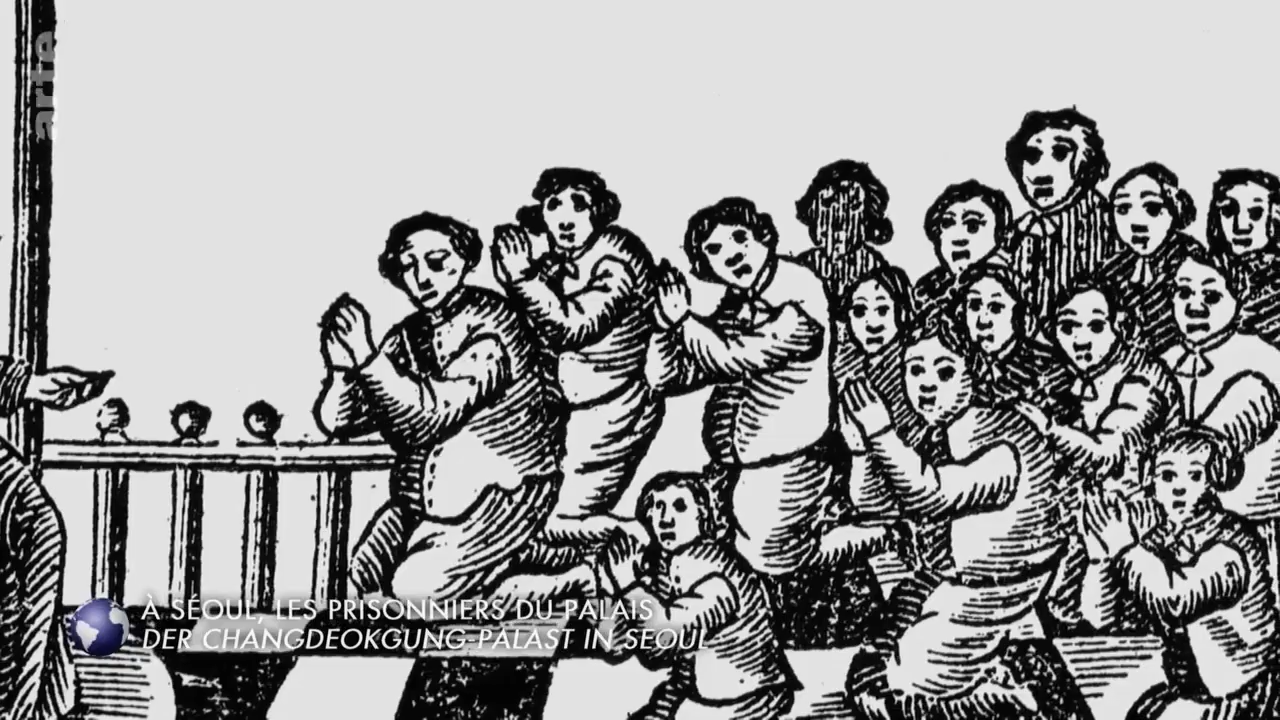 arte
À SÉOUL, LES PRISONNIERS DU PALAIS
DER CHANGDEOKGUNG-PALAST IN SEOUL